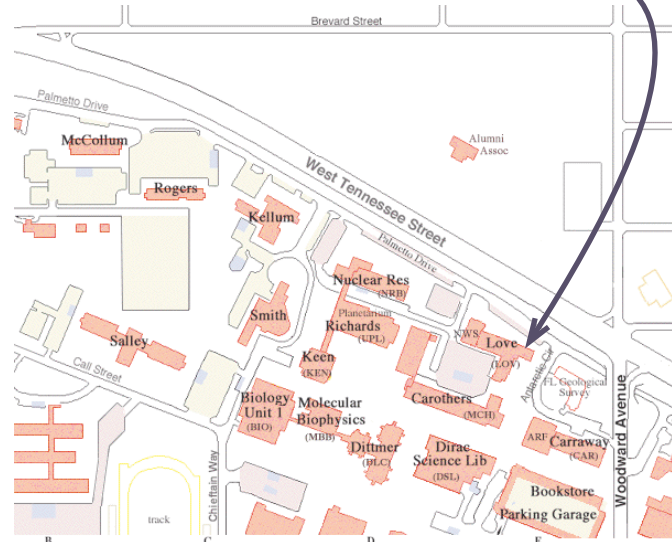 Brevard Street
Palmetto Drive
Alumni
Assoc
McCollum
West Tennessee Street
Rogers
Kellum
Palmetto Drive
Nuclear Res
(NRB)
Smith
Planetarium
Richards
(UPL)
NWS
Love
(LOV)
Salley
Keen
(KEN)
Antarctic Cir
Call Street
FL Geological
Survey
Woodward Avenue
Biology
Unit 1
(BIO)
Molecular
Biophysics
(MBB)
Carothers
(MCH)
Dittmer
(DLC)
Dirac
Science Lib
(DSL)
ARF
Carraway
(CAR)
Chieftain Way
Bookstore
Parking Garage
track
B
C
D
E